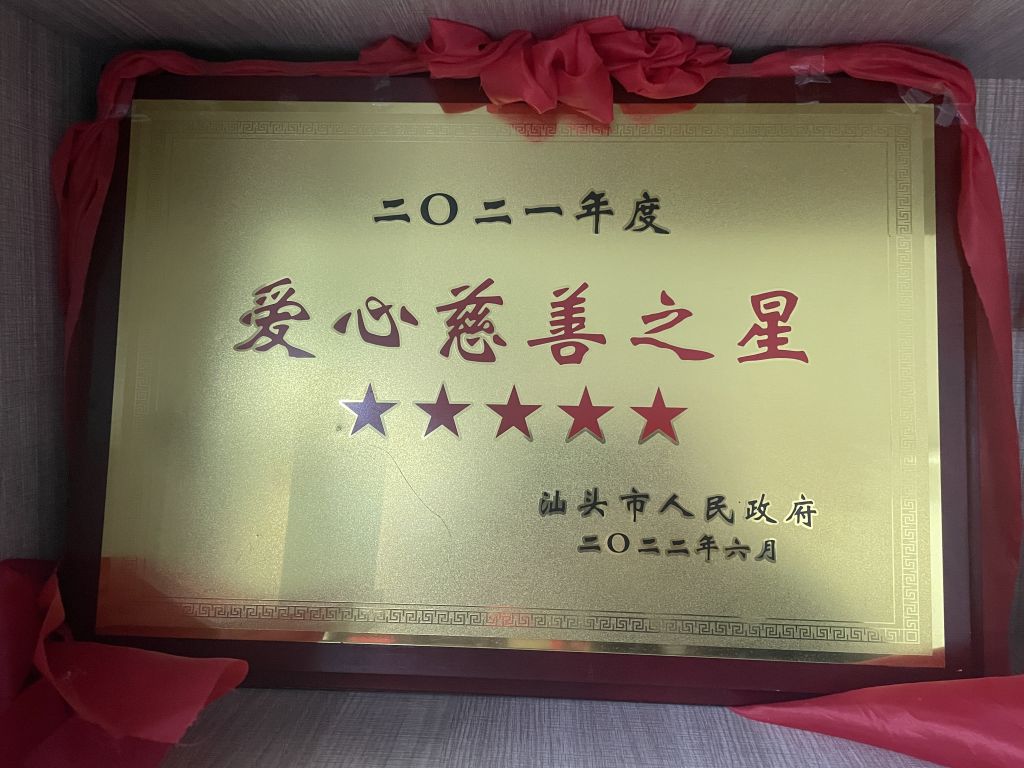 二〇二一年度
爱心慈善之星
汕头市人民政府
二〇二二年六月